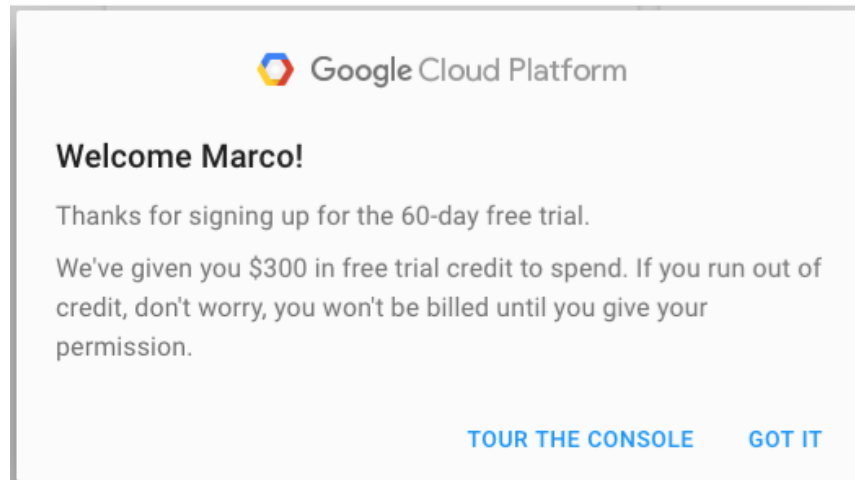 Google Cloud Platform
Welcome Marco!
Thanks for signing up for the 60-day free trial.
We've given you $300 in free trial credit to spend. If you run out of
credit, don't worry, you won't be billed until you give your
permission.
TOUR THE CONSOLE GOT IT